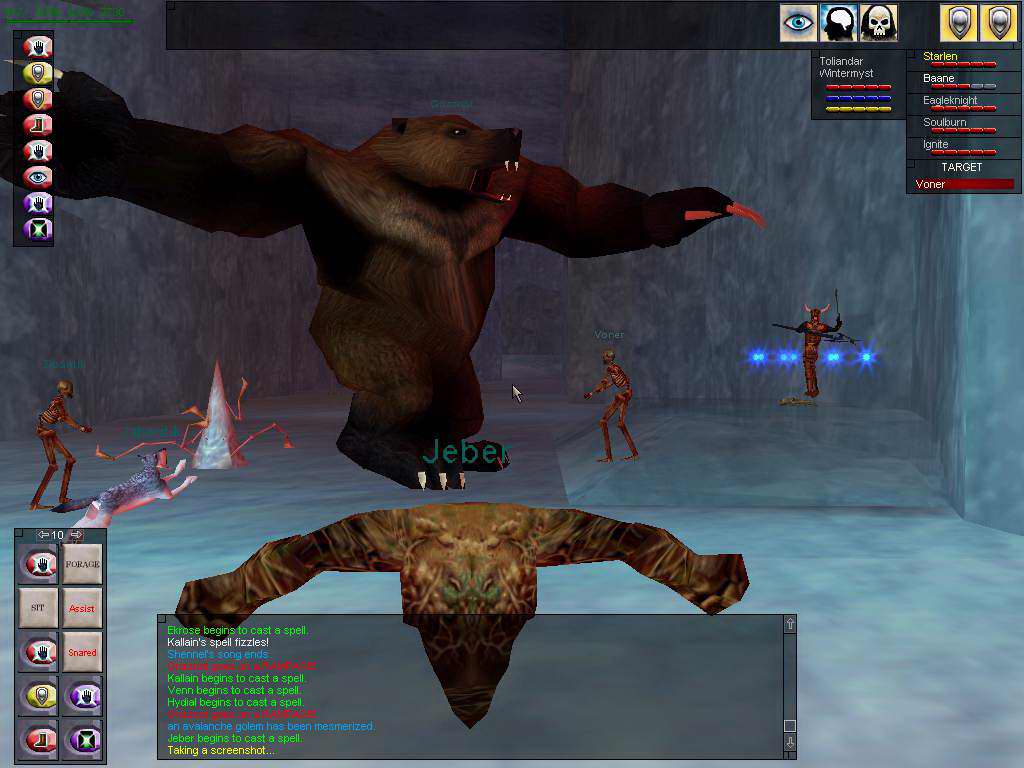 Toliandar
Wintermyst
Starlen
Baane
Eagleknight
Soulburn
Ignite
TARGET
Voner
Voner
Jeber
10
FORAGE
SIT
Assist
Snared
Ekrose begins to cast a spell.
Kallain's spell fizzles!
Shennel's song ends.
Kallain begins to cast a spell.
Venn begins to cast a spell.
Hydial begins to cast a spell.
an avalanche golem has been mesmerized.
Jeber begins to cast a spell.
Taking a screenshot...